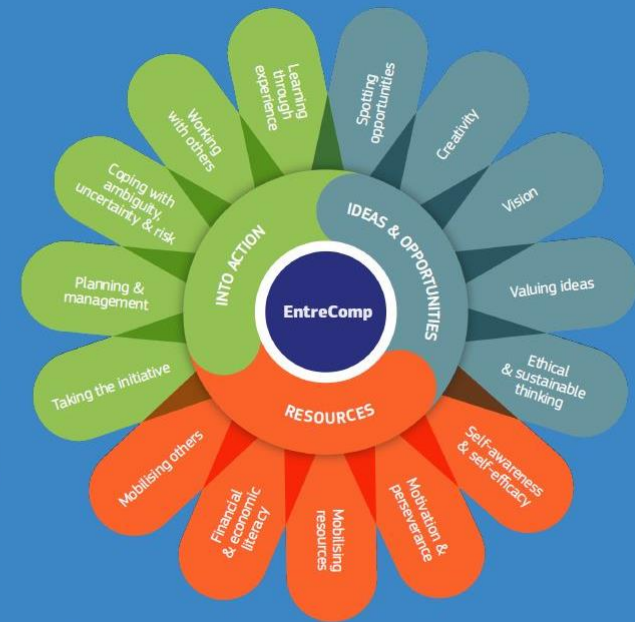 EntreComp
IDEAS & OPPORTUNITIES
Spotting
opportunities
Creativity
Vision
Valuing ideas
Ethical
& sustainable
thinking
RESOURCES
Self-awareness
& self-efficacy
Motivation &
perseverance
Mobilising
resources
Financial
& economic
literacy
Mobilising others
INTO ACTION
Taking the initiative
Planning &
management
Coping with
ambiguity,
uncertainty & risk
Working
with others
Learning
through
experience